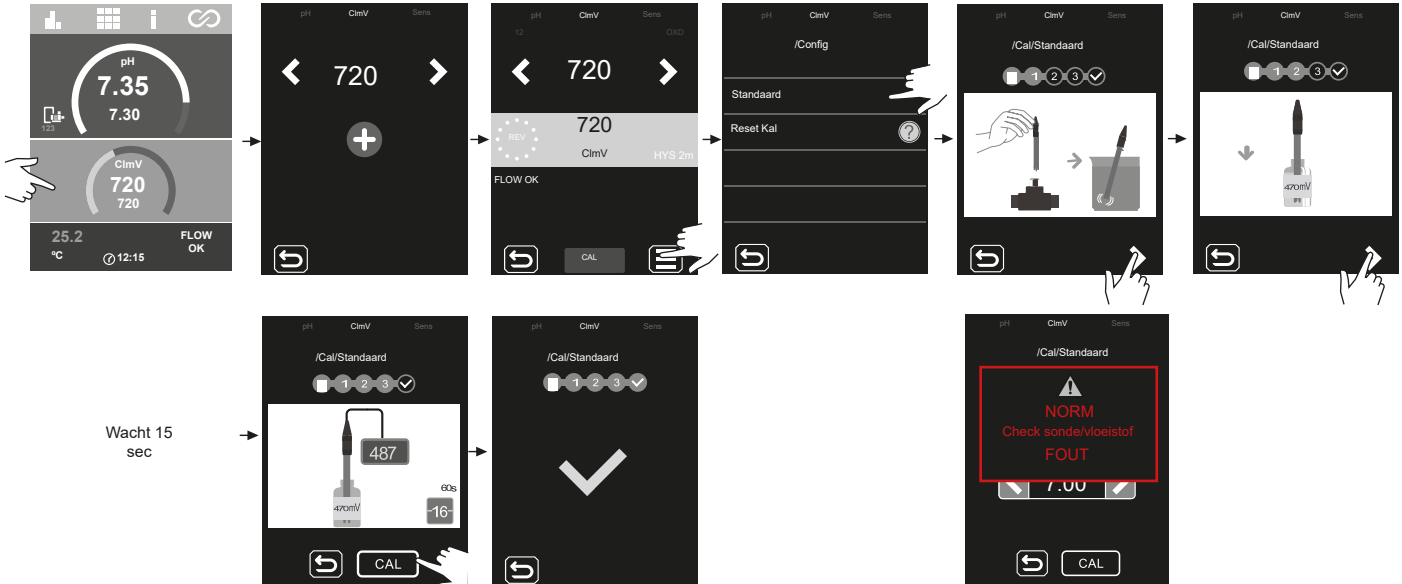 pH
7.35
7.30
123
ClmV
720
720
25.2
ºC
12:15
FLOW
OK
pH ClmV Sens
720
pH ClmV Sens
12 OXD
720
REV
720
ClmV
HYS 2m
FLOW OK
CAL
pH ClmV Sens
/Config
Standaard
Reset Kal ?
pH ClmV Sens
/Cal/Standaard
1 2 3
pH ClmV Sens
/Cal/Standaard
1 2 3
470mV
Wacht 15
sec
pH ClmV Sens
/Cal/Standaard
1 2 3
487
60s
470mV
-16-
CAL
pH ClmV Sens
/Cal/Standaard
1 2 3
pH ClmV Sens
/Cal/Standaard
NORM
Check sonde/vloeistof
FOUT
7.00
CAL